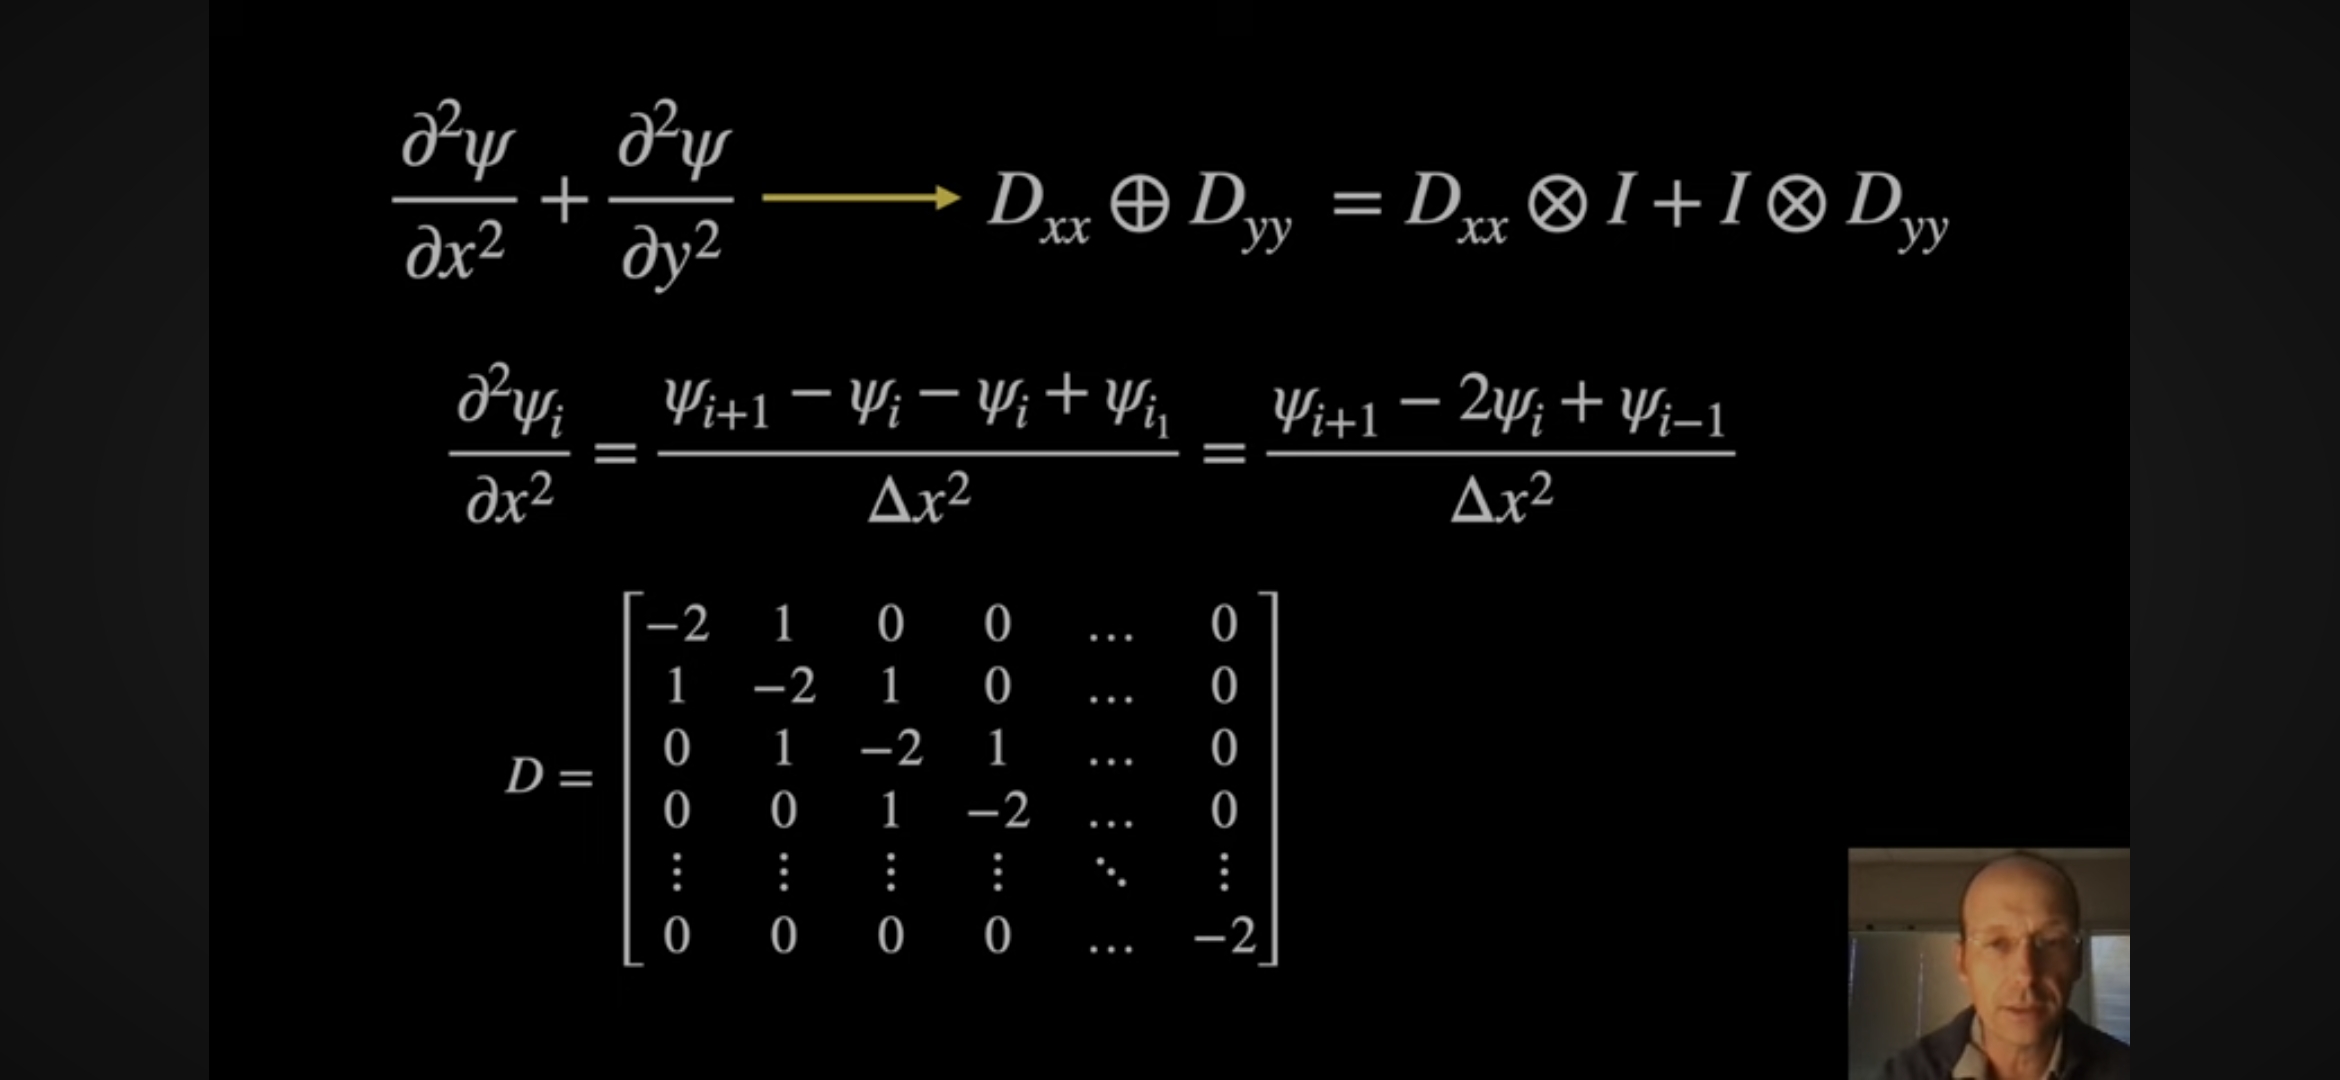 ∂²ψ/∂x² + ∂²ψ/∂y² ⟶ D_xx ⊕ D_yy = D_xx ⊗ I + I ⊗ D_yy
∂²ψ_i/∂x² = (ψ_{i+1} − ψ_i − ψ_i + ψ_{i_1})/Δx² = (ψ_{i+1} − 2ψ_i + ψ_{i−1})/Δx²
−2 1 0 0 … 0
1 −2 1 0 … 0
0 1 −2 1 … 0
D =
0 0 1 −2 … 0
⋮ ⋮ ⋮ ⋮ ⋱ ⋮
0 0 0 0 … −2